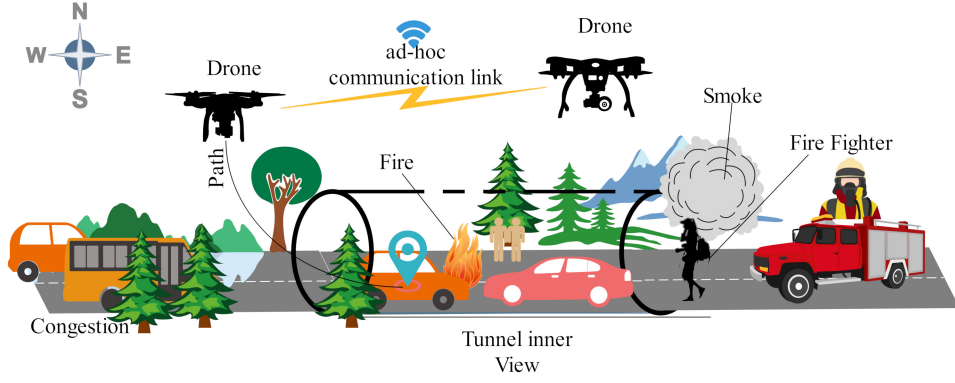 N
W E
S
Drone
ad-hoc
communication link
Drone
Smoke
Fire Fighter
Path
Fire
Congestion
Tunnel inner
View